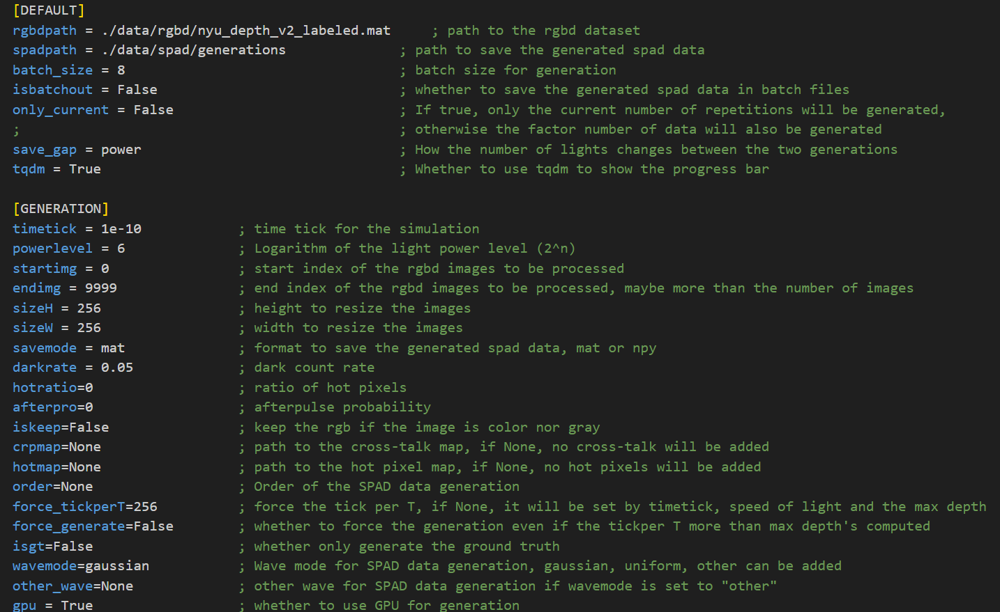 [DEFAULT]
rgbdpath = ./data/rgbd/nyu_depth_v2_labeled.mat     ; path to the rgbd dataset
spadpath = ./data/spad/generations              ; path to save the generated spad data
batch_size = 8                                  ; batch size for generation
isbatchout = False                              ; whether to save the generated spad data in batch files
only_current = False                            ; If true, only the current number of repetitions will be generated,
;                                               ; otherwise the factor number of data will also be generated
save_gap = power                                ; How the number of lights changes between the two generations
tqdm = True                                     ; Whether to use tqdm to show the progress bar

[GENERATION]
timetick = 1e-10            ; time tick for the simulation
powerlevel = 6              ; Logarithm of the light power level (2^n)
startimg = 0                ; start index of the rgbd images to be processed
endimg = 9999               ; end index of the rgbd images to be processed, maybe more than the number of images
sizeH = 256                 ; height to resize the images
sizeW = 256                 ; width to resize the images
savemode = mat              ; format to save the generated spad data, mat or npy
darkrate = 0.05             ; dark count rate
hotratio=0                  ; ratio of hot pixels
afterpro=0                  ; afterpulse probability
iskeep=False                ; keep the rgb if the image is color nor gray
crpmap=None                 ; path to the cross-talk map, if None, no cross-talk will be added
hotmap=None                 ; path to the hot pixel map, if None, no hot pixels will be added
order=None                  ; Order of the SPAD data generation
force_tickperT=256          ; force the tick per T, if None, it will be set by timetick, speed of light and the max depth
force_generate=False        ; whether to force the generation even if the tickper T more than max depth's computed
isgt=False                  ; whether only generate the ground truth
wavemode=gaussian           ; Wave mode for SPAD data generation, gaussian, uniform, other can be added
other_wave=None             ; other wave for SPAD data generation if wavemode is set to "other"
gpu = True                  ; whether to use GPU for generation